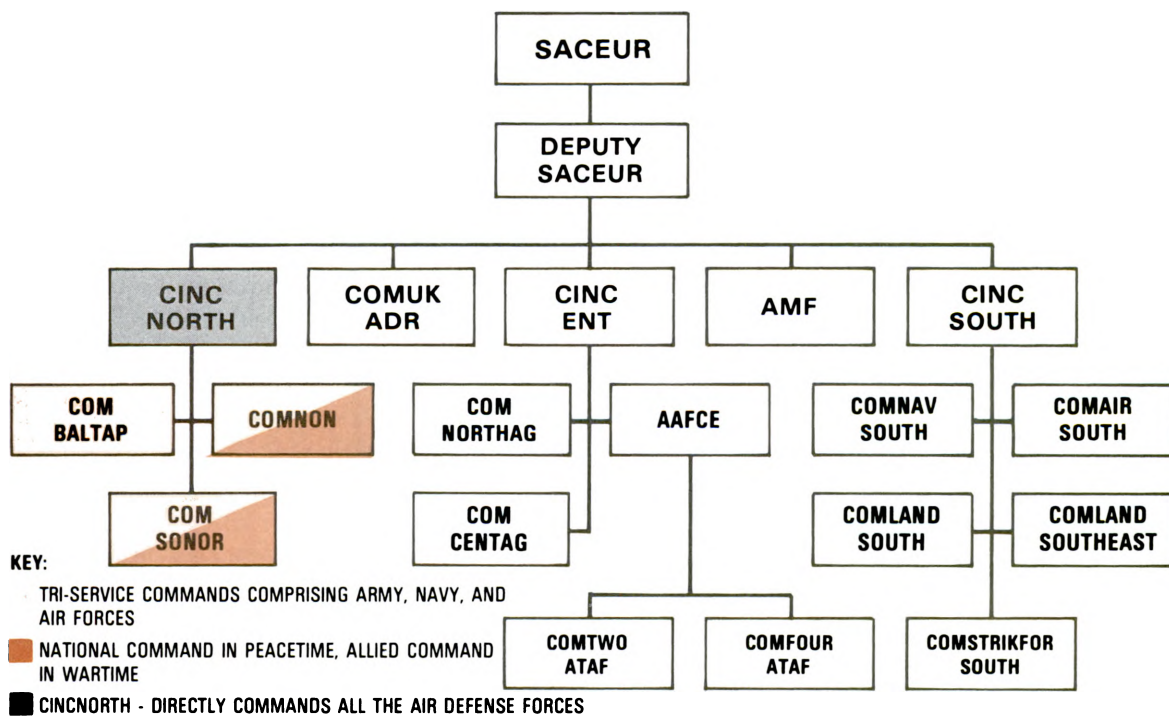 SACEUR
DEPUTY
SACEUR
CINC
NORTH
COMUK
ADR
CINC
ENT
AMF
CINC
SOUTH
COM
BALTAP
COMNON
COM
NORTHAG
AAFCE
COMNAV
SOUTH
COMAIR
SOUTH
COM
SONOR
COM
CENTAG
COMLAND
SOUTH
COMLAND
SOUTHEAST
COMTWO
ATAF
COMFOUR
ATAF
COMSTRIKFOR
SOUTH
KEY:
TRI-SERVICE COMMANDS COMPRISING ARMY, NAVY, AND
AIR FORCES
NATIONAL COMMAND IN PEACETIME, ALLIED COMMAND
IN WARTIME
CINCNORTH - DIRECTLY COMMANDS ALL THE AIR DEFENSE FORCES